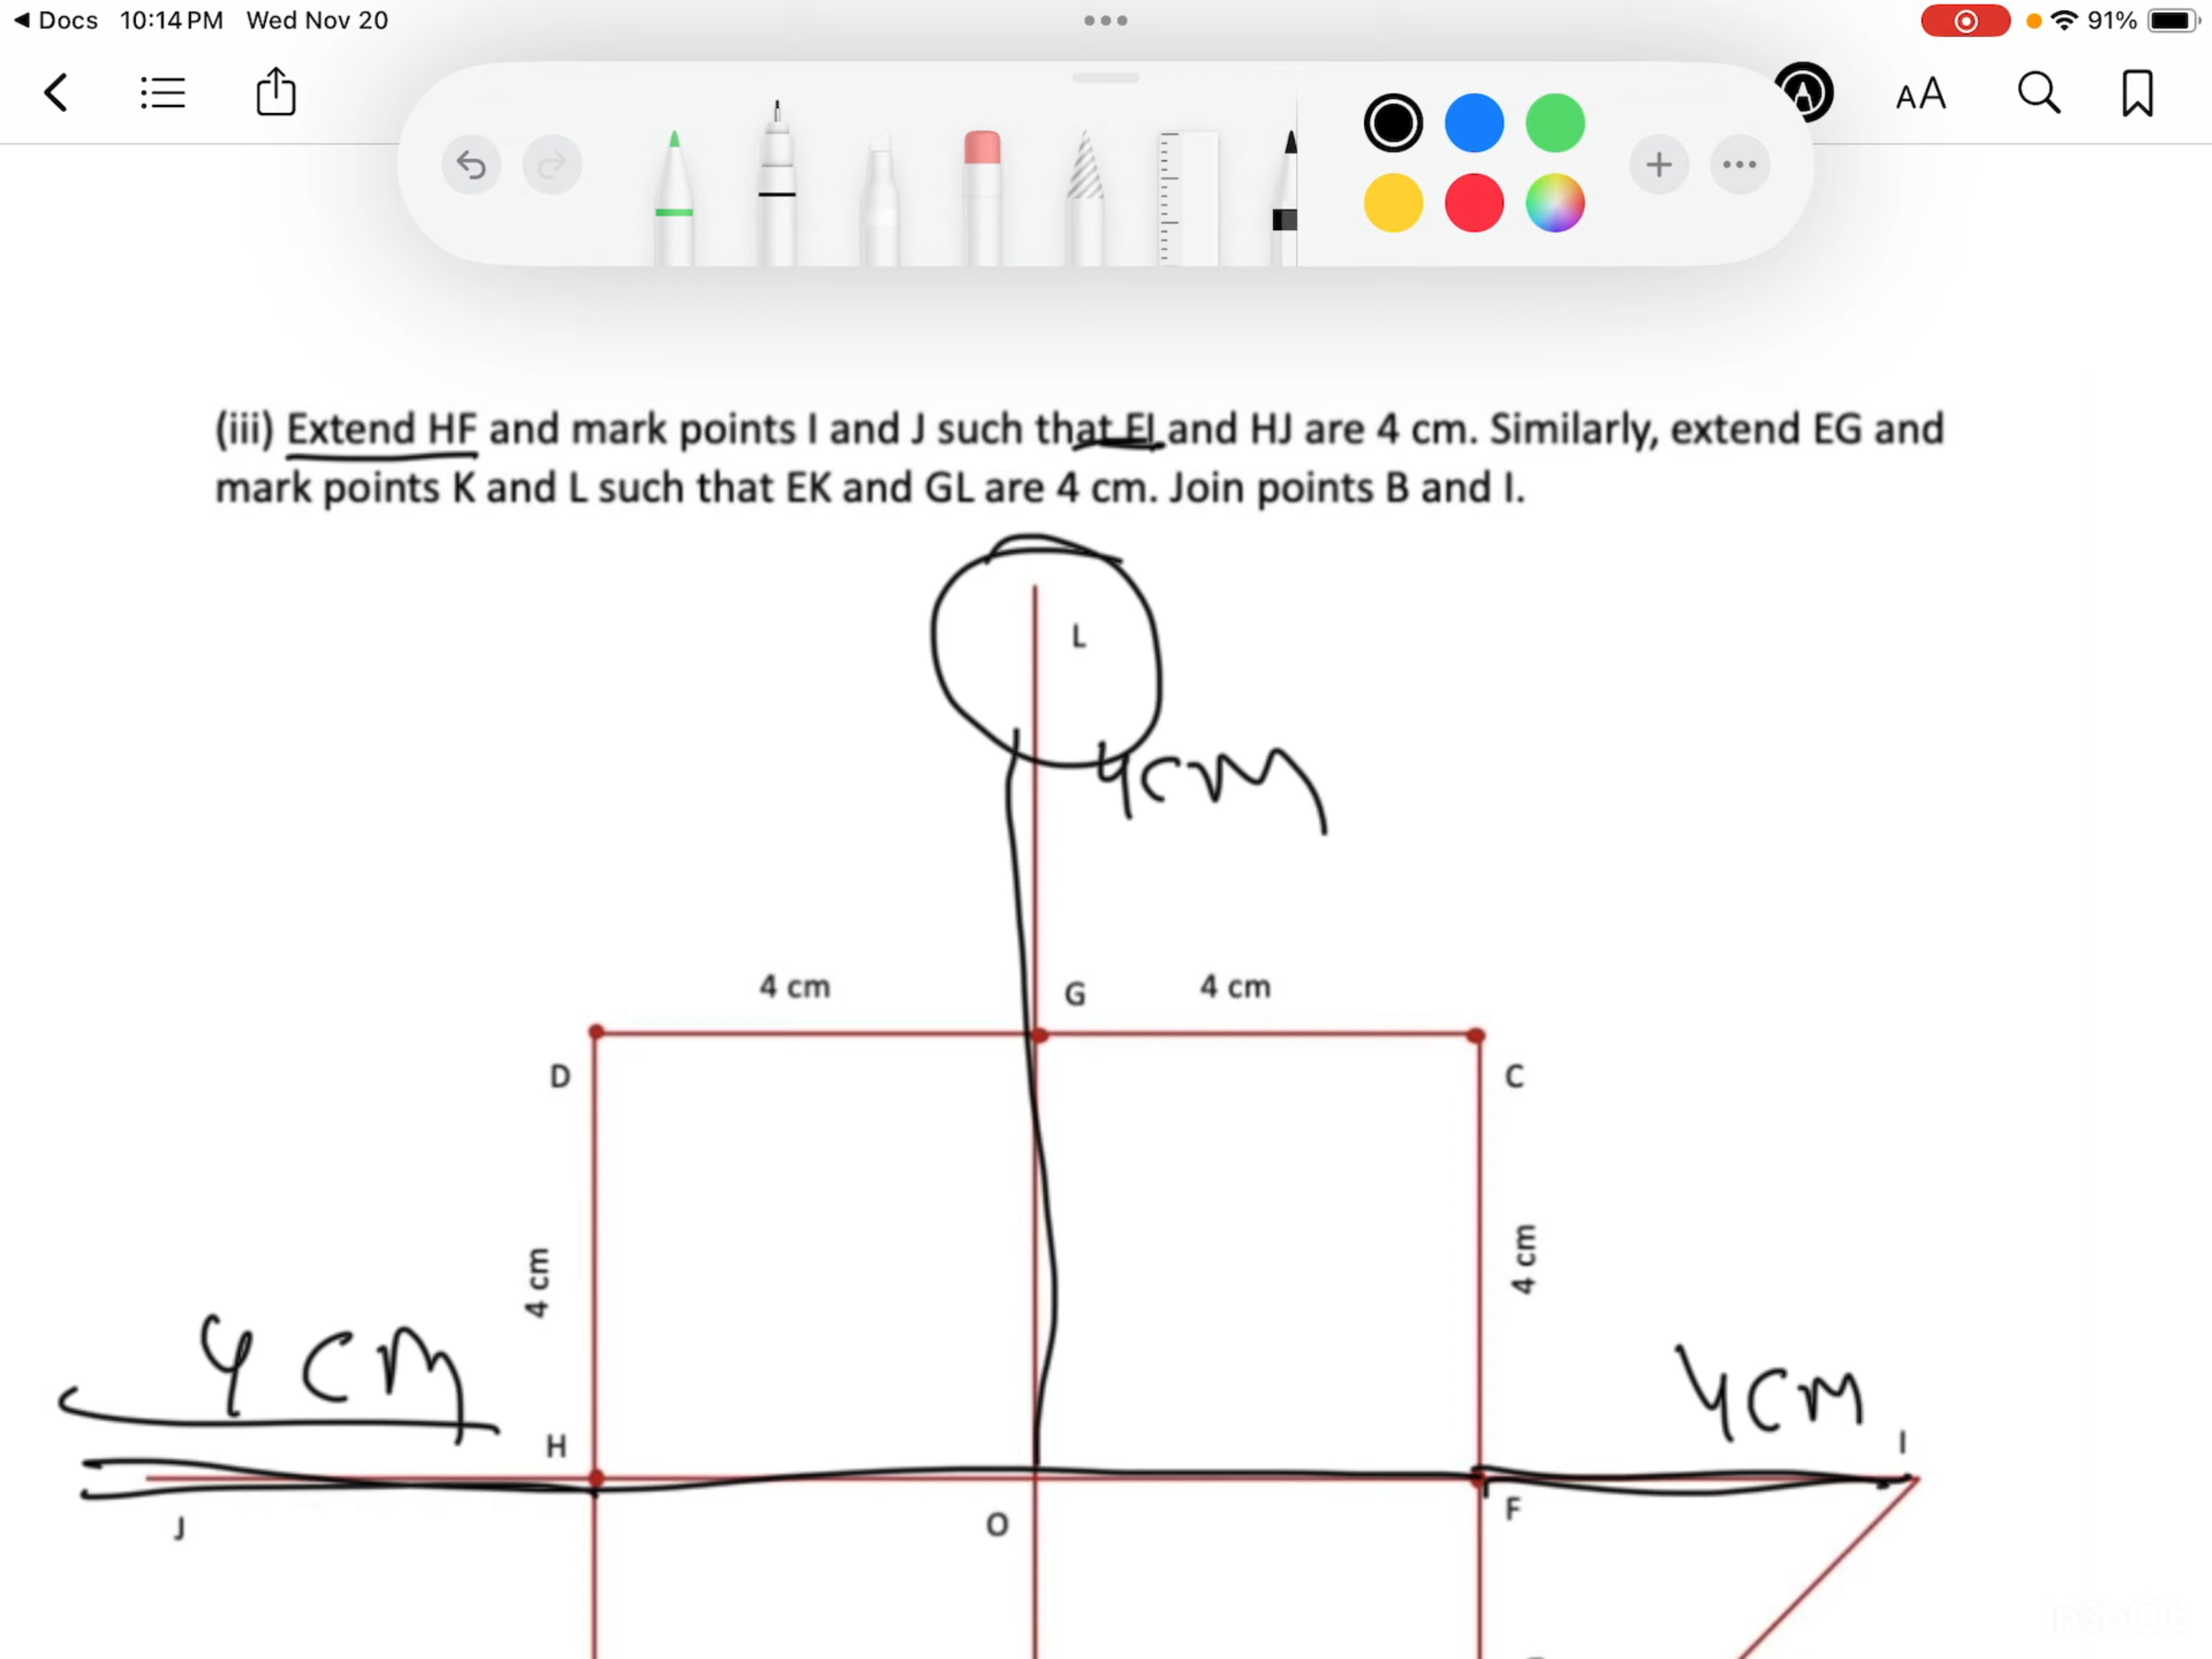 Docs 10:14 PM Wed Nov 20
91%
AA
(iii) Extend HF and mark points I and J such that FI and HJ are 4 cm. Similarly, extend EG and
mark points K and L such that EK and GL are 4 cm. Join points B and I.
L
4cm
4 cm G 4 cm
D C
4 cm 4 cm
4 cm 4cm
H I
J O F